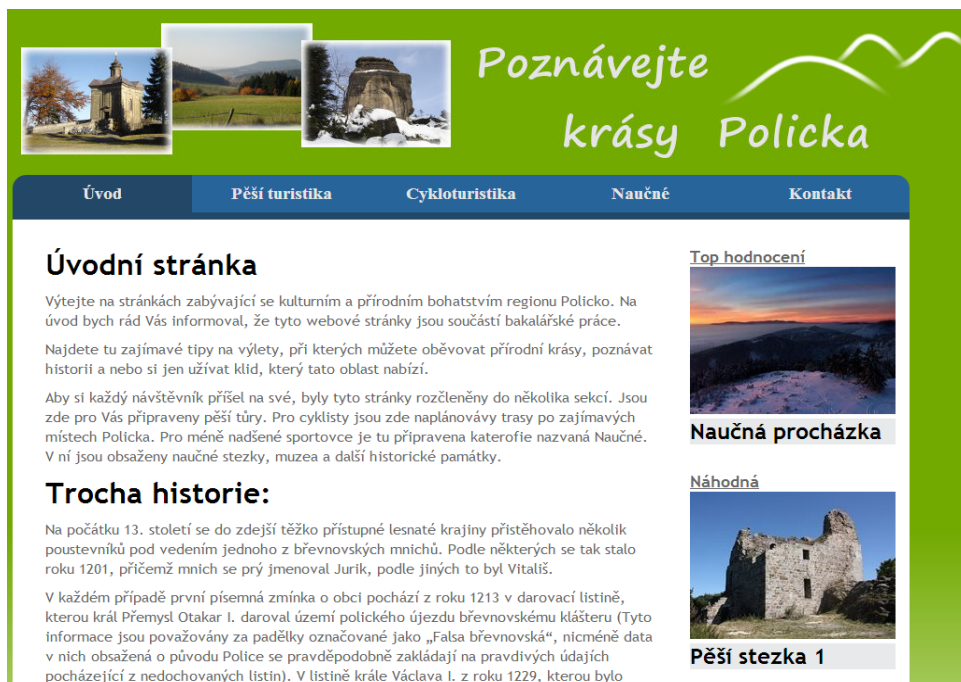 Poznávejte
krásy Policka
Úvod Pěší turistika Cykloturistika Naučné Kontakt
Úvodní stránka
Výtejte na stránkách zabývající se kulturním a přírodním bohatstvím regionu Policko. Na
úvod bych rád Vás informoval, že tyto webové stránky jsou součástí bakalářské práce.
Najdete tu zajímavé tipy na výlety, při kterých můžete oběvovat přírodní krásy, poznávat
historii a nebo si jen užívat klid, který tato oblast nabízí.
Aby si každý návštěvník příšel na své, byly tyto stránky rozčleněny do několika sekcí. Jsou
zde pro Vás připraveny pěší tůry. Pro cyklisty jsou zde naplánovávy trasy po zajímavých
místech Policka. Pro méně nadšené sportovce je tu připravena katerofie nazvaná Naučné.
V ní jsou obsaženy naučné stezky, muzea a další historické památky.
Trocha historie:
Na počátku 13. století se do zdejší těžko přístupné lesnaté krajiny přistěhovalo několik
poustevníků pod vedením jednoho z břevnovských mnichů. Podle některých se tak stalo
roku 1201, přičemž mnich se prý jmenoval Jurik, podle jiných to byl Vitališ.
V každém případě první písemná zmínka o obci pochází z roku 1213 v darovací listině,
kterou král Přemysl Otakar I. daroval území polického újezdu břevnovskému klášteru (Tyto
informace jsou považovány za padělky označované jako „Falsa břevnovská“, nicméně data
v nich obsažená o původu Police se pravděpodobně zakládají na pravdivých údajích
pocházející z nedochovaných listin). V listině krále Václava I. z roku 1229, kterou bylo
Top hodnocení
Naučná procházka
Náhodná
Pěší stezka 1